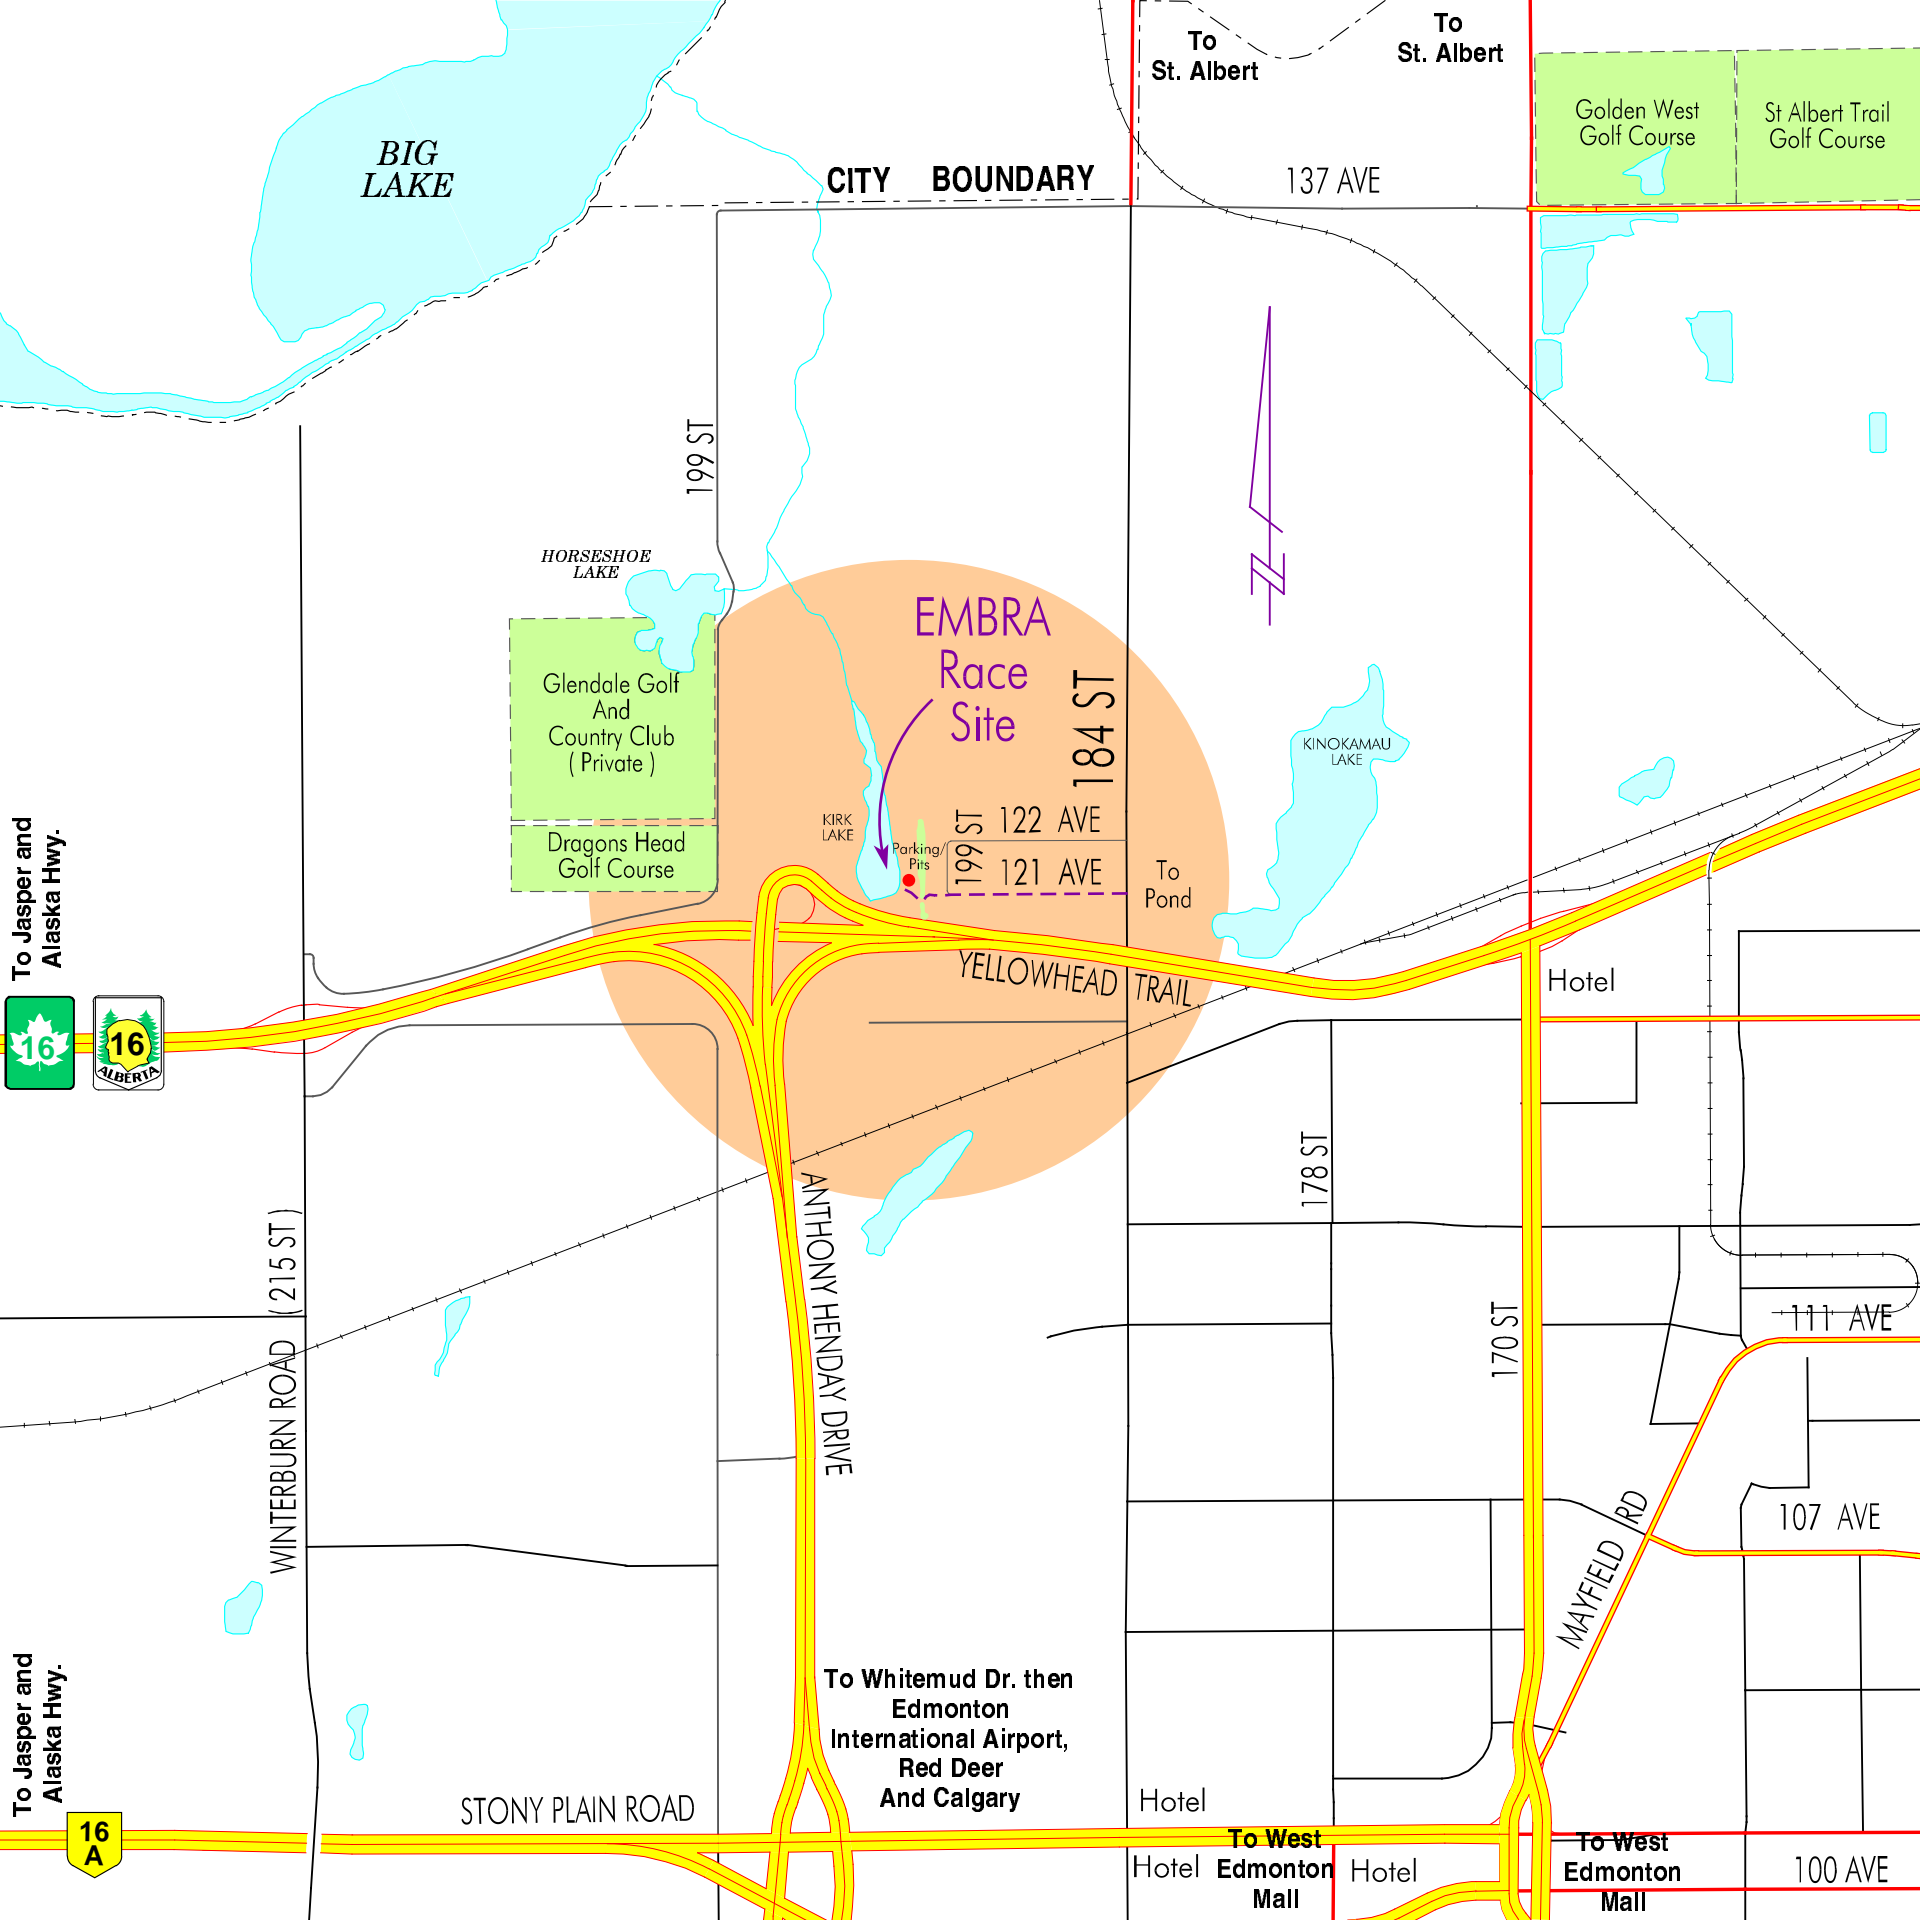 To
St. Albert
To
St. Albert
Golden West
Golf Course
St Albert Trail
Golf Course
BIG
LAKE
CITY BOUNDARY
137 AVE
199 ST
N
HORSESHOE
LAKE
EMBRA
Race
Site
184 ST
Glendale Golf
And
Country Club
( Private )
KINOKAMAU
LAKE
KIRK
LAKE
199 ST
122 AVE
Parking/
Pits
121 AVE
To
Pond
Dragons Head
Golf Course
To Jasper and
Alaska Hwy.
YELLOWHEAD TRAIL
Hotel
16
16
ALBERTA
178 ST
ANTHONY HENDAY DRIVE
WINTERBURN ROAD ( 215 ST )
170 ST
111 AVE
MAYFIELD RD
107 AVE
To Jasper and
Alaska Hwy.
To Whitemud Dr. then
Edmonton
International Airport,
Red Deer
And Calgary
STONY PLAIN ROAD
16
A
Hotel
Hotel
To West
Edmonton
Mall
Hotel
To West
Edmonton
Mall
100 AVE